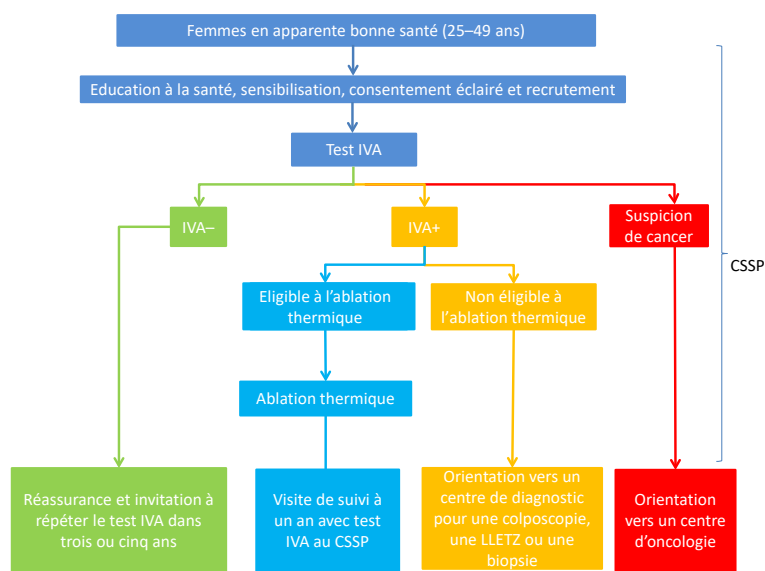 Femmes en apparente bonne santé (25–49 ans)
Education à la santé, sensibilisation, consentement éclairé et recrutement
Test IVA
IVA–
IVA+
Suspicion
de cancer
CSSP
Eligible à l’ablation
thermique
Non éligible à
l’ablation thermique
Ablation thermique
Réassurance et invitation à
répéter le test IVA dans
trois ou cinq ans
Visite de suivi à
un an avec test
IVA au CSSP
Orientation vers un
centre de diagnostic
pour une colposcopie,
une LLETZ ou une
biopsie
Orientation
vers un centre
d’oncologie